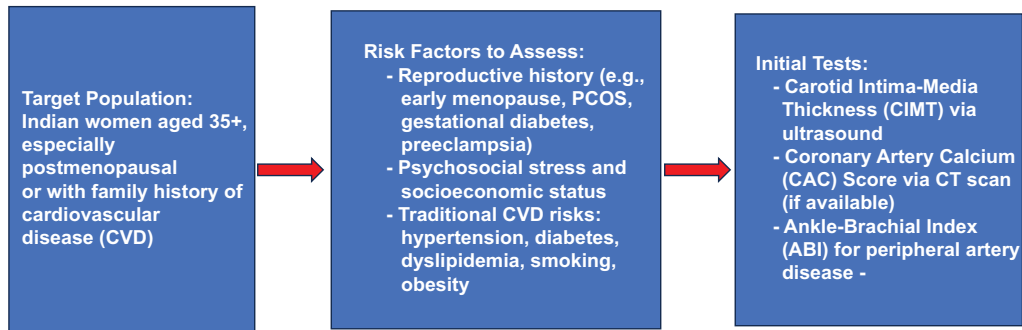 Target Population:
Indian women aged 35+,
especially
postmenopausal
or with family history of
cardiovascular
disease (CVD)
Risk Factors to Assess:
- Reproductive history (e.g.,
early menopause, PCOS,
gestational diabetes,
preeclampsia)
- Psychosocial stress and
socioeconomic status
- Traditional CVD risks:
hypertension, diabetes,
dyslipidemia, smoking,
obesity
Initial Tests:
- Carotid Intima-Media
Thickness (CIMT) via
ultrasound
- Coronary Artery Calcium
(CAC) Score via CT scan
(if available)
- Ankle-Brachial Index
(ABI) for peripheral artery
disease -